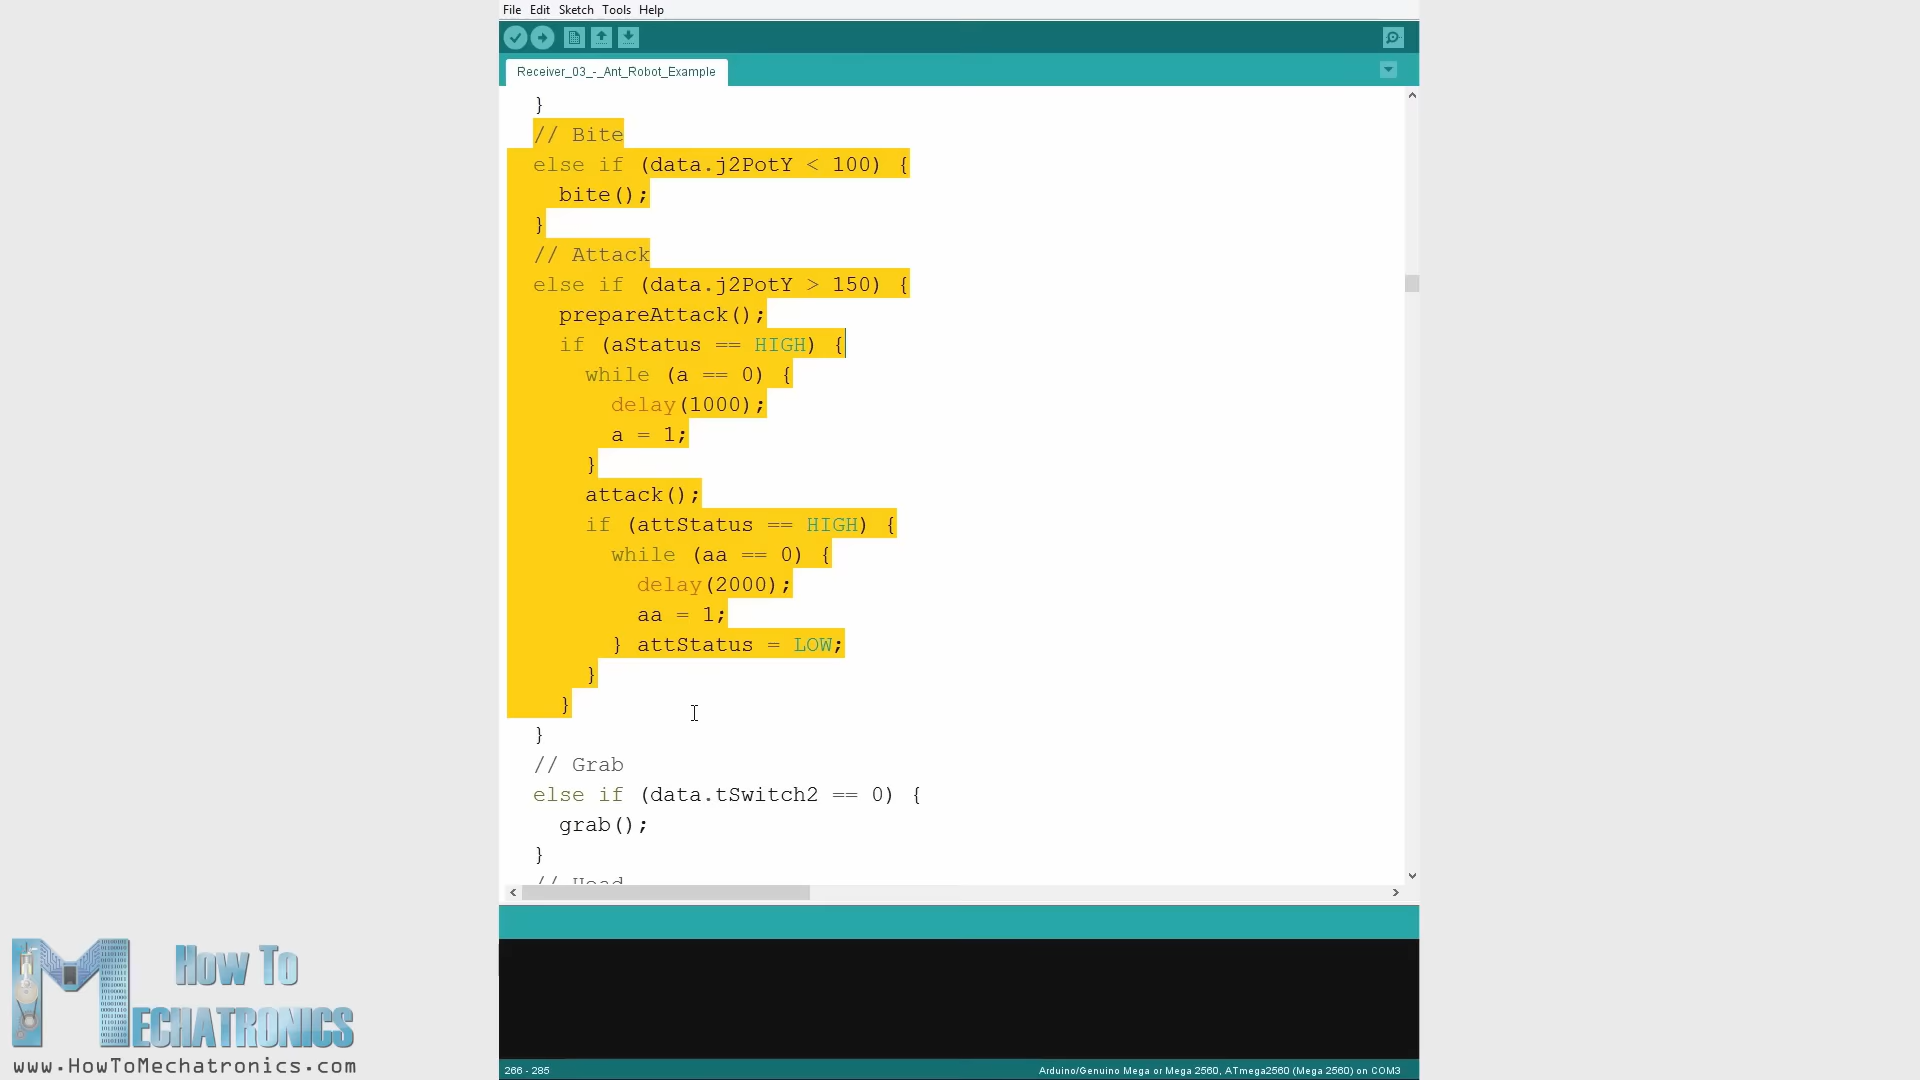 File Edit Sketch Tools Help
Receiver_03_-_Ant_Robot_Example
}
// Bite
else if (data.j2PotY < 100) {
bite();
}
// Attack
else if (data.j2PotY > 150) {
prepareAttack();
if (aStatus == HIGH) {
while (a == 0) {
delay(1000);
a = 1;
}
attack();
if (attStatus == HIGH) {
while (aa == 0) {
delay(2000);
aa = 1;
} attStatus = LOW;
}
}
}
// Grab
else if (data.tSwitch2 == 0) {
grab();
}
// Head
266 - 285
Arduino/Genuino Mega or Mega 2560, ATmega2560 (Mega 2560) on COM3
How To
MECHATRONICS
www.HowToMechatronics.com